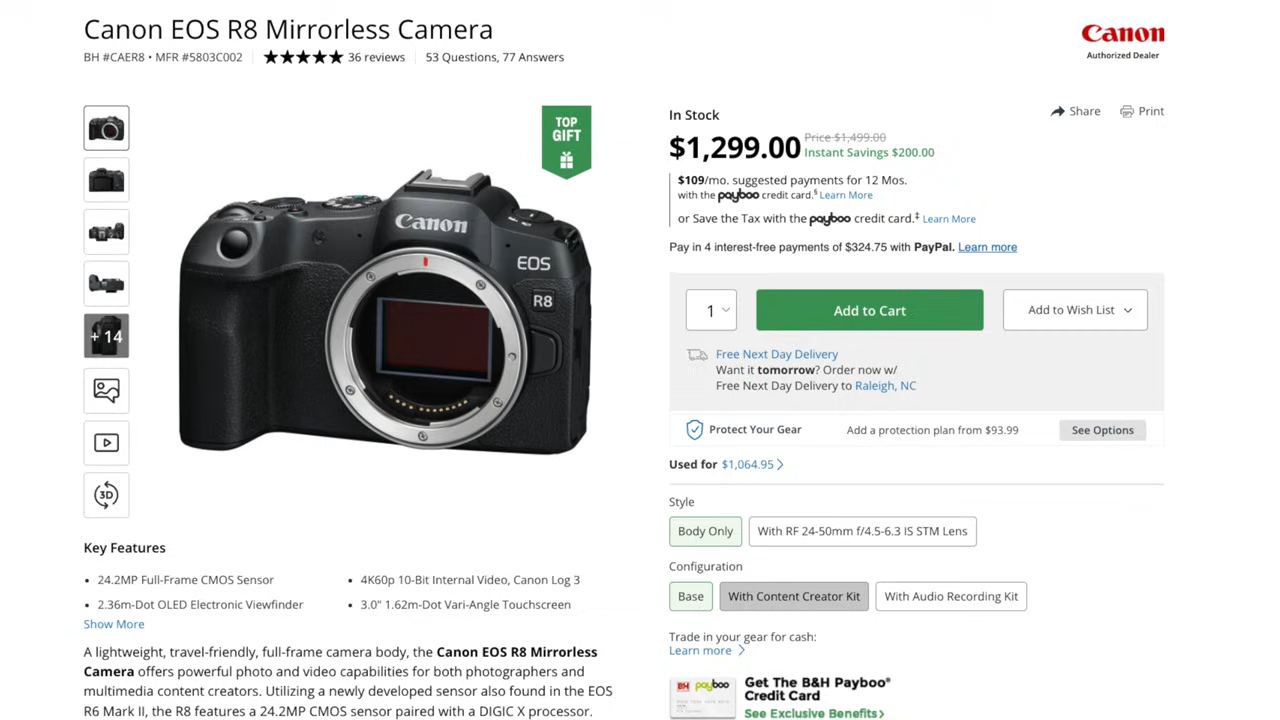 Canon EOS R8 Mirrorless Camera
BH #CAER8 • MFR #5803C002
36 reviews
53 Questions, 77 Answers
Canon
Authorized Dealer
TOP
GIFT
Canon
EOS
R8
+ 14
3D
In Stock
Share
Print
$1,299.00
Price $1,499.00
Instant Savings $200.00
$109/mo. suggested payments for 12 Mos.
with the payboo credit card.§ Learn More
or Save the Tax with the payboo credit card.‡ Learn More
Pay in 4 interest-free payments of $324.75 with PayPal. Learn more
1
Add to Cart
Add to Wish List
Free Next Day Delivery
Want it tomorrow? Order now w/
Free Next Day Delivery to Raleigh, NC
Protect Your Gear
Add a protection plan from $93.99
See Options
Used for $1,064.95
Style
Body Only
With RF 24-50mm f/4.5-6.3 IS STM Lens
Configuration
Base
With Content Creator Kit
With Audio Recording Kit
Trade in your gear for cash:
Learn more
BH payboo
Get The B&H Payboo®
Credit Card
See Exclusive Benefits
Key Features
• 24.2MP Full-Frame CMOS Sensor
• 4K60p 10-Bit Internal Video, Canon Log 3
• 2.36m-Dot OLED Electronic Viewfinder
• 3.0" 1.62m-Dot Vari-Angle Touchscreen
Show More
A lightweight, travel-friendly, full-frame camera body, the Canon EOS R8 Mirrorless
Camera offers powerful photo and video capabilities for both photographers and
multimedia content creators. Utilizing a newly developed sensor also found in the EOS
R6 Mark II, the R8 features a 24.2MP CMOS sensor paired with a DIGIC X processor.